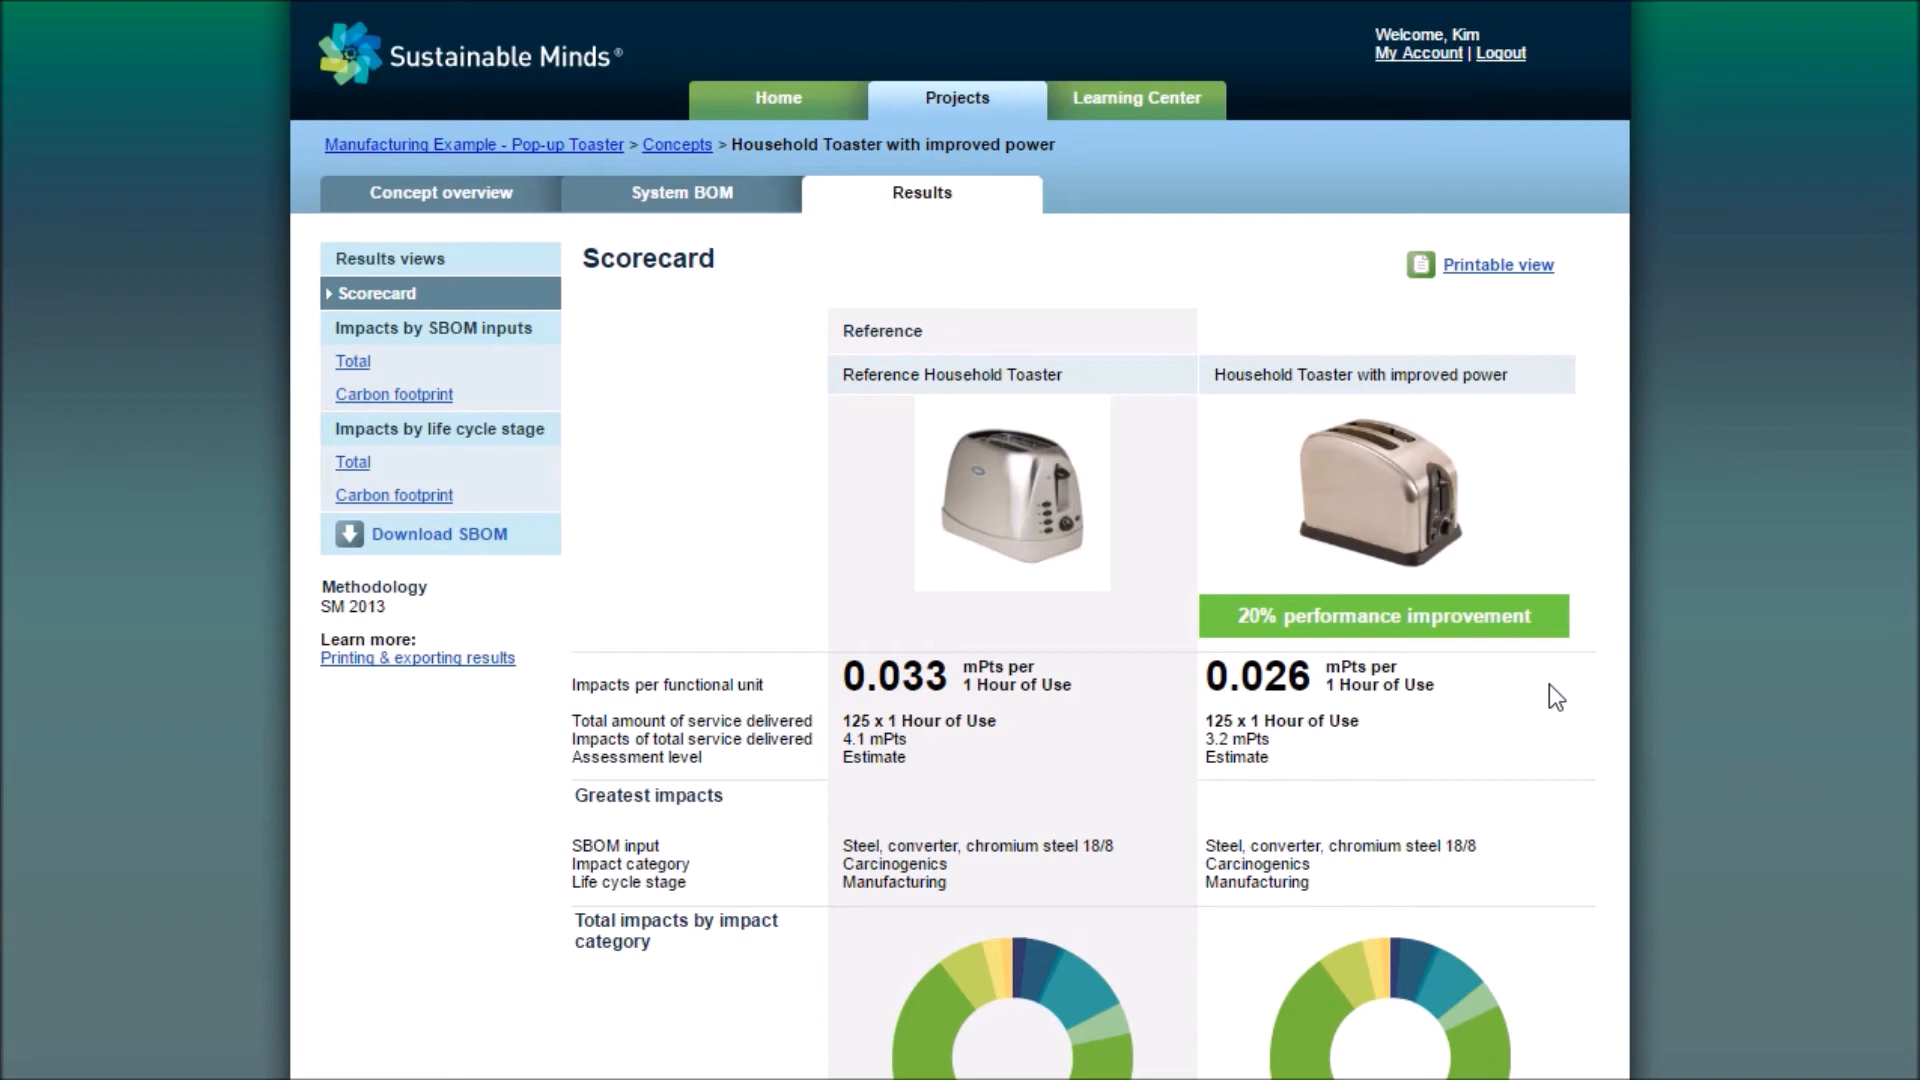 Sustainable Minds®
Welcome, Kim
My Account | Logout
Home
Projects
Learning Center
Manufacturing Example - Pop-up Toaster > Concepts > Household Toaster with improved power
Concept overview
System BOM
Results
Results views
Scorecard
Impacts by SBOM inputs
Total
Carbon footprint
Impacts by life cycle stage
Total
Carbon footprint
Download SBOM
Methodology
SM 2013
Learn more:
Printing & exporting results
Scorecard
Printable view
Reference
Reference Household Toaster
Household Toaster with improved power
20% performance improvement
Impacts per functional unit
0.033 mPts per
1 Hour of Use
0.026 mPts per
1 Hour of Use
Total amount of service delivered
125 x 1 Hour of Use
125 x 1 Hour of Use
Impacts of total service delivered
4.1 mPts
3.2 mPts
Assessment level
Estimate
Estimate
Greatest impacts
SBOM input
Steel, converter, chromium steel 18/8
Steel, converter, chromium steel 18/8
Impact category
Carcinogenics
Carcinogenics
Life cycle stage
Manufacturing
Manufacturing
Total impacts by impact
category